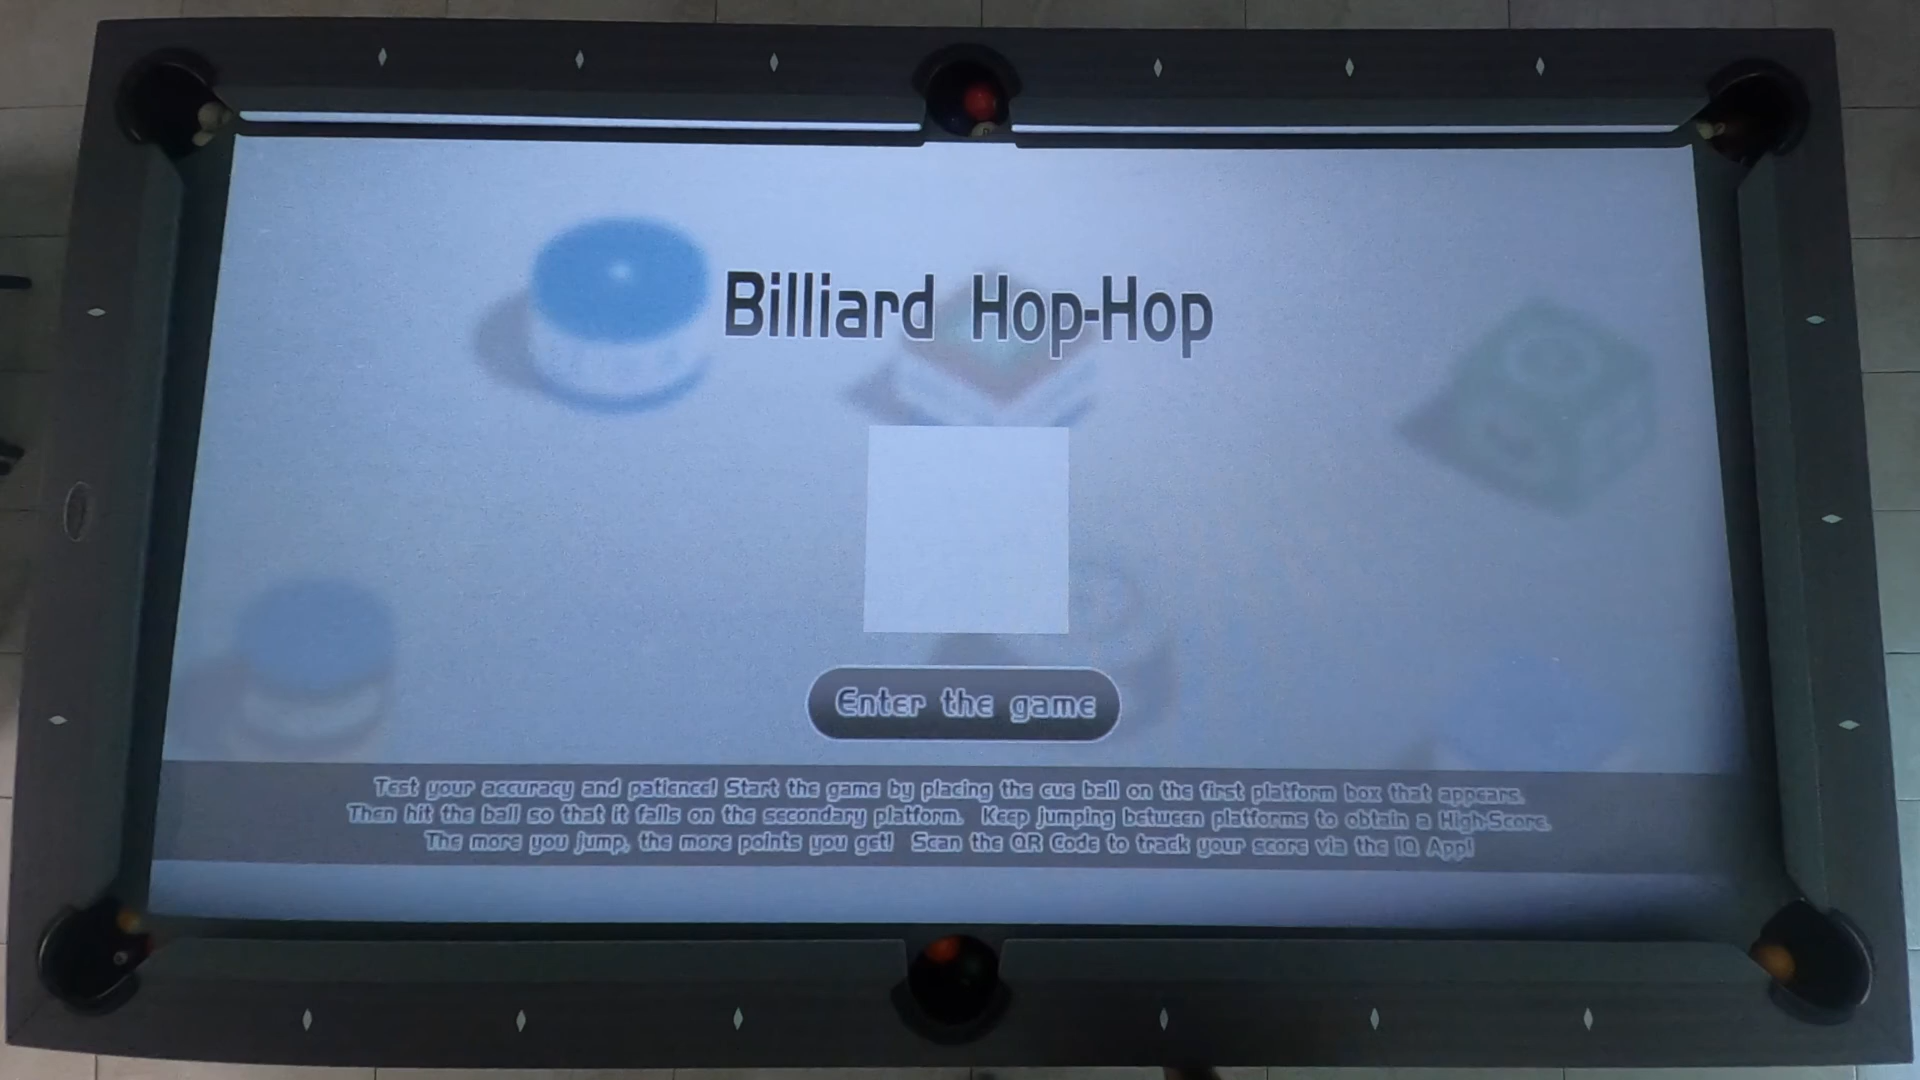 Billiard Hop-Hop
Enter the game
Test your accuracy and patience! Start the game by placing the cue ball on the first platform box that appears.
Then hit the ball so that it falls on the secondary platform. Keep jumping between platforms to obtain a High-Score.
The more you jump, the more points you get! Scan the QR Code to track your score via the IQ App!